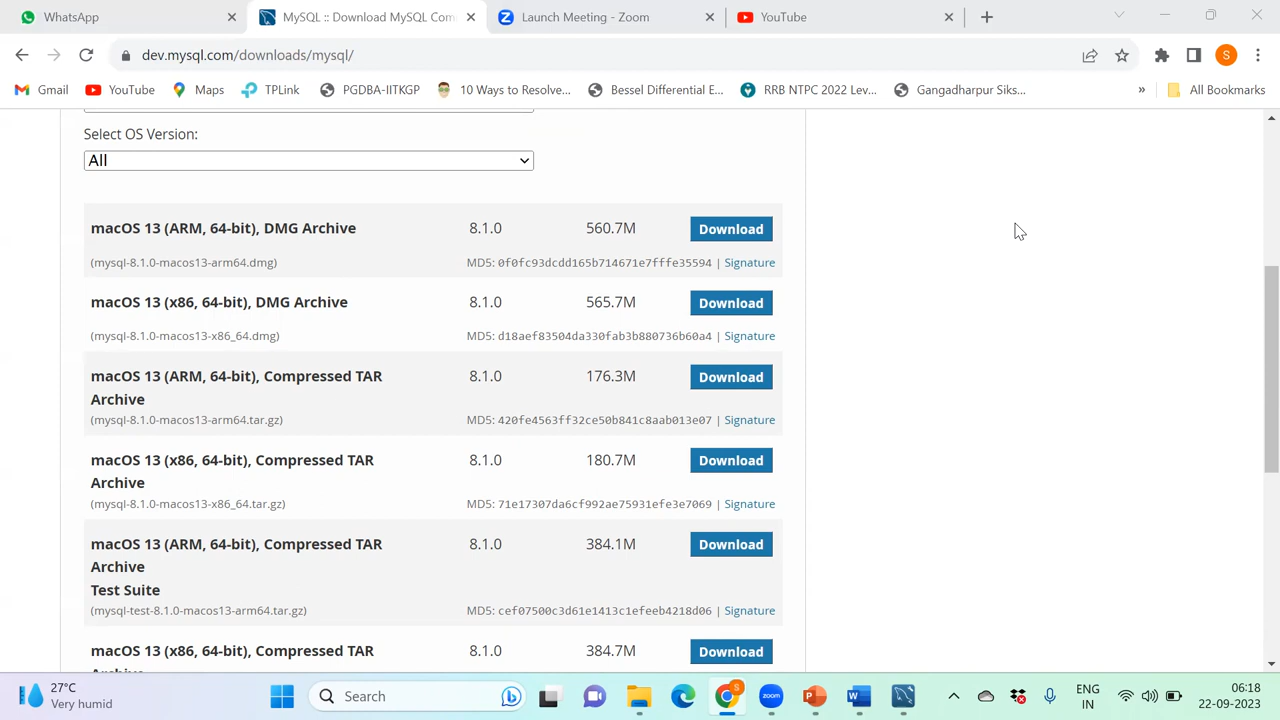 WhatsApp
MySQL :: Download MySQL Com
Launch Meeting - Zoom
YouTube
dev.mysql.com/downloads/mysql/
S
Gmail
YouTube
Maps
TPLink
PGDBA-IITKGP
10 Ways to Resolve...
Bessel Differential E...
RRB NTPC 2022 Lev...
Gangadharpur Siks...
»
All Bookmarks
Select OS Version:
All
macOS 13 (ARM, 64-bit), DMG Archive 8.1.0 560.7M Download
(mysql-8.1.0-macos13-arm64.dmg) MD5: 0f0fc93dcdd165b714671e7fffe35594 | Signature
macOS 13 (x86, 64-bit), DMG Archive 8.1.0 565.7M Download
(mysql-8.1.0-macos13-x86_64.dmg) MD5: d18aef83504da330fab3b880736b60a4 | Signature
macOS 13 (ARM, 64-bit), Compressed TAR 8.1.0 176.3M Download
Archive
(mysql-8.1.0-macos13-arm64.tar.gz) MD5: 420fe4563ff32ce50b841c8aab013e07 | Signature
macOS 13 (x86, 64-bit), Compressed TAR 8.1.0 180.7M Download
Archive
(mysql-8.1.0-macos13-x86_64.tar.gz) MD5: 71e17307da6cf992ae75931efe3e7069 | Signature
macOS 13 (ARM, 64-bit), Compressed TAR 8.1.0 384.1M Download
Archive
Test Suite
(mysql-test-8.1.0-macos13-arm64.tar.gz) MD5: cef07500c3d61e1413c1efeeb4218d06 | Signature
macOS 13 (x86, 64-bit), Compressed TAR 8.1.0 384.7M Download
Archive
27°C
Very humid
Search
S
zoom
ENG
IN
06:18
22-09-2023